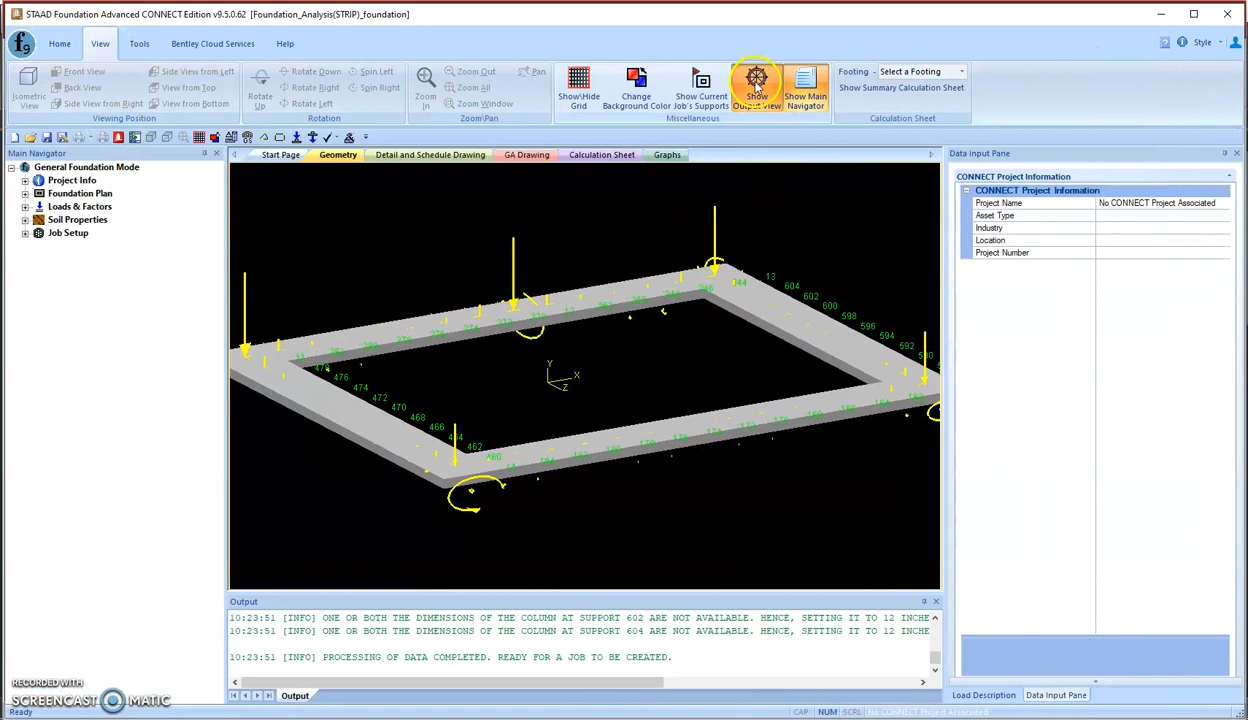 STAAD Foundation Advanced CONNECT Edition v9.5.0.62 [Foundation_Analysis(STRIP)_foundation]
Home View Tools Bentley Cloud Services Help Style
Isometric View
Front View
Back View
Side View from Right
Side View from Left
View from Top
View from Bottom
Viewing Position
Rotate Up
Rotate Down
Rotate Right
Rotate Left
Spin Left
Spin Right
Rotation
Zoom In
Zoom Out
Zoom All
Zoom Window
Pan
Zoom\Pan
Show\Hide Grid
Change Background Color
Show Current Job's Supports
Show Output View
Show Main Navigator
Miscellaneous
Footing - Select a Footing
Show Summary Calculation Sheet
Calculation Sheet
Main Navigator
General Foundation Mode
Project Info
Foundation Plan
Loads & Factors
Soil Properties
Job Setup
Start Page Geometry Detail and Schedule Drawing GA Drawing Calculation Sheet Graphs
13
604
602
600
598
596
594
592
476
474
472
470
468
466
462
Y
X
Z
Data Input Pane
CONNECT Project Information
CONNECT Project Information
Project Name No CONNECT Project Associated
Asset Type
Industry
Location
Project Number
Output
10:23:51 [INFO] ONE OR BOTH THE DIMENSIONS OF THE COLUMN AT SUPPORT 602 ARE NOT AVAILABLE. HENCE, SETTING IT TO 12 INCHE
10:23:51 [INFO] ONE OR BOTH THE DIMENSIONS OF THE COLUMN AT SUPPORT 604 ARE NOT AVAILABLE. HENCE, SETTING IT TO 12 INCHE
10:23:51 [INFO] PROCESSING OF DATA COMPLETED. READY FOR A JOB TO BE CREATED.
Output
Load Description Data Input Pane
RECORDED WITH
SCREENCAST MATIC
Ready CAP NUM SCRL No CONNECT Project Associated